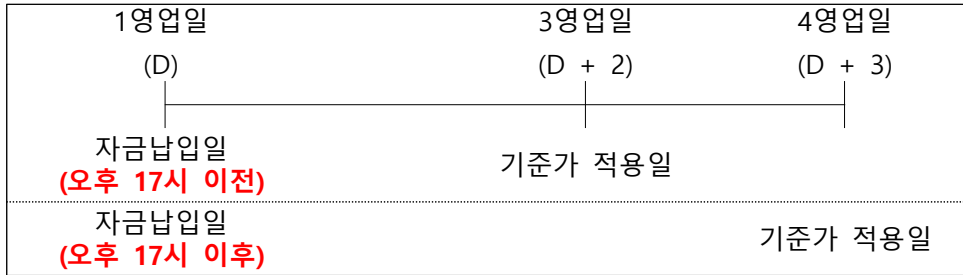 1영업일 3영업일 4영업일
(D) (D + 2) (D + 3)
자금납입일
(오후 17시 이전)
기준가 적용일
자금납입일
(오후 17시 이후)
기준가 적용일